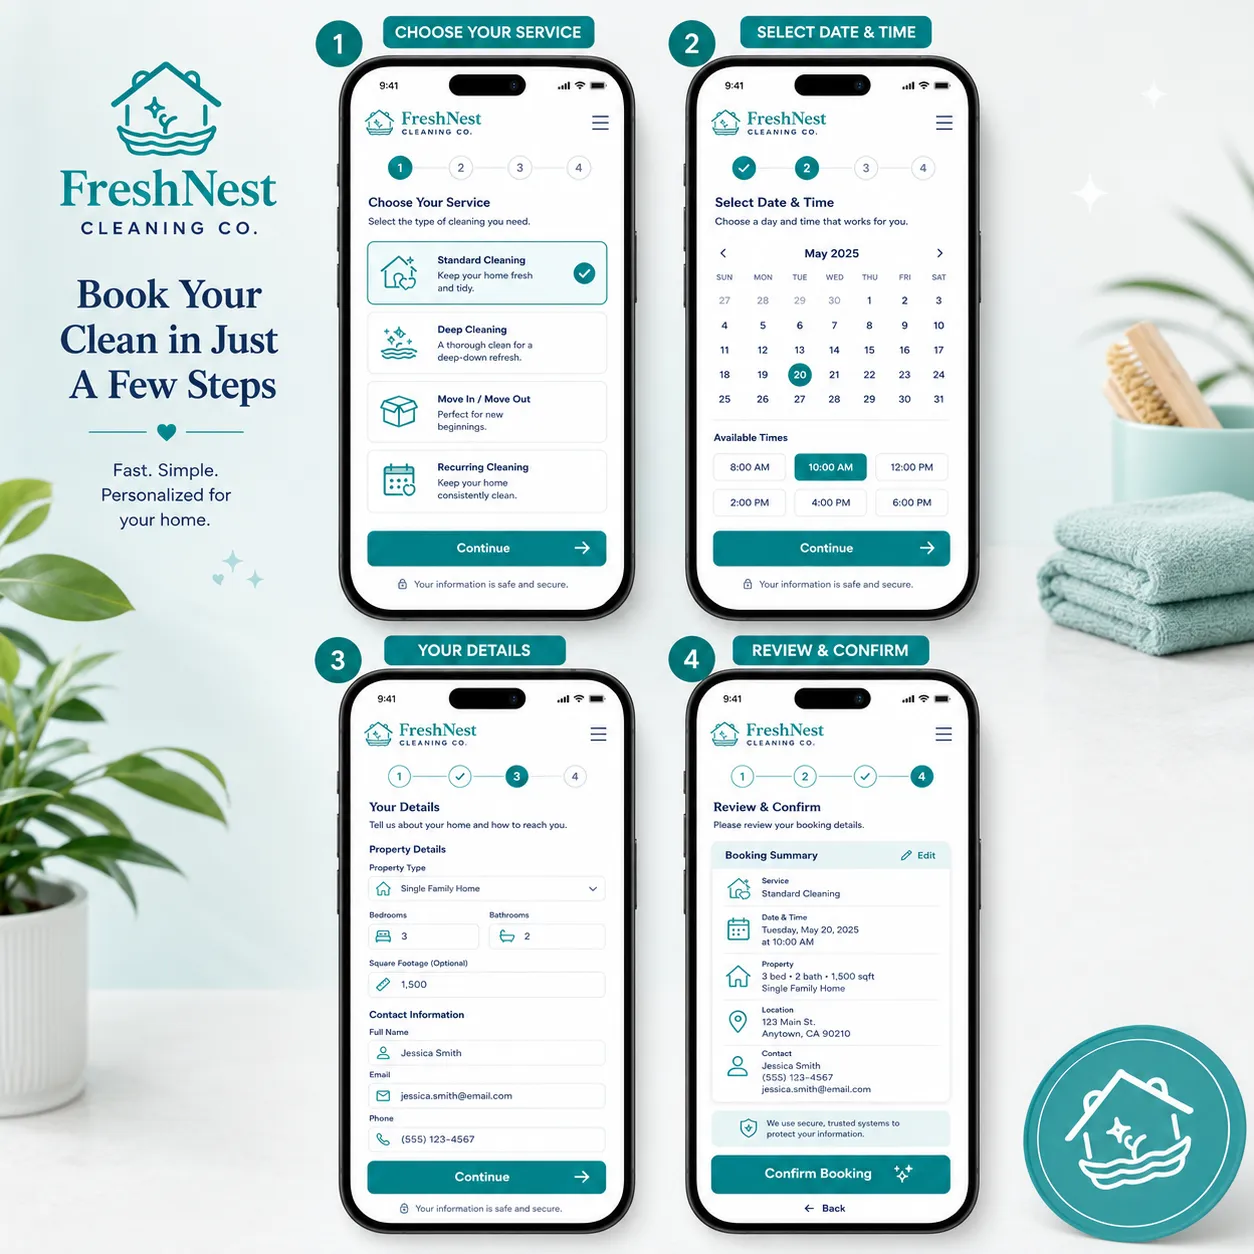 FreshNest
CLEANING CO.
Book Your
Clean in Just
A Few Steps
Fast. Simple.
Personalized for
your home.
1
CHOOSE YOUR SERVICE
9:41
FreshNest
CLEANING CO.
1 2 3 4
Choose Your Service
Select the type of cleaning you need.
Standard Cleaning
Keep your home fresh
and tidy.
Deep Cleaning
A thorough clean for a
deep-down refresh.
Move In / Move Out
Perfect for new
beginnings.
Recurring Cleaning
Keep your home
consistently clean.
Continue
Your information is safe and secure.
2
SELECT DATE & TIME
9:41
FreshNest
CLEANING CO.
2 3 4
Select Date & Time
Choose a day and time that works for you.
May 2025
SUN MON TUE WED THU FRI SAT
27 28 29 30 1 2 3
4 5 6 7 8 9 10
11 12 13 14 15 16 17
18 19 20 21 22 23 24
25 26 27 28 29 30 31
Available Times
8:00 AM 10:00 AM 12:00 PM
2:00 PM 4:00 PM 6:00 PM
Continue
Your information is safe and secure.
3
YOUR DETAILS
9:41
FreshNest
CLEANING CO.
1 3 4
Your Details
Tell us about your home and how to reach you.
Property Details
Property Type
Single Family Home
Bedrooms Bathrooms
3 2
Square Footage (Optional)
1,500
Contact Information
Full Name
Jessica Smith
Email
jessica.smith@email.com
Phone
(555) 123-4567
Continue
Your information is safe and secure.
4
REVIEW & CONFIRM
9:41
FreshNest
CLEANING CO.
1 2 4
Review & Confirm
Please review your booking details.
Booking Summary Edit
Service
Standard Cleaning
Date & Time
Tuesday, May 20, 2025
at 10:00 AM
Property
3 bed • 2 bath • 1,500 sqft
Single Family Home
Location
123 Main St.
Anytown, CA 90210
Contact
Jessica Smith
(555) 123-4567
jessica.smith@email.com
We use secure, trusted systems to
protect your information.
Confirm Booking
Back